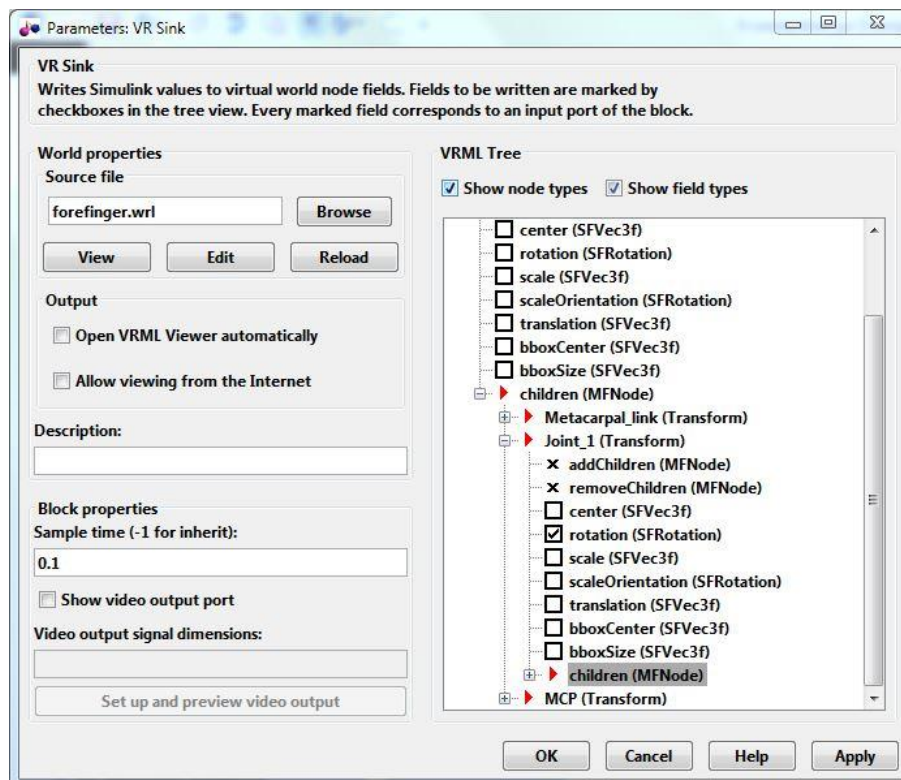 Parameters: VR Sink
VR Sink
Writes Simulink values to virtual world node fields. Fields to be written are marked by
checkboxes in the tree view. Every marked field corresponds to an input port of the block.
World properties
Source file
forefinger.wrl
Browse
View
Edit
Reload
Output
Open VRML Viewer automatically
Allow viewing from the Internet
Description:
Block properties
Sample time (-1 for inherit):
0.1
Show video output port
Video output signal dimensions:
Set up and preview video output
VRML Tree
Show node types
Show field types
center (SFVec3f)
rotation (SFRotation)
scale (SFVec3f)
scaleOrientation (SFRotation)
translation (SFVec3f)
bboxCenter (SFVec3f)
bboxSize (SFVec3f)
children (MFNode)
Metacarpal_link (Transform)
Joint_1 (Transform)
addChildren (MFNode)
removeChildren (MFNode)
center (SFVec3f)
rotation (SFRotation)
scale (SFVec3f)
scaleOrientation (SFRotation)
translation (SFVec3f)
bboxCenter (SFVec3f)
bboxSize (SFVec3f)
children (MFNode)
MCP (Transform)
OK
Cancel
Help
Apply